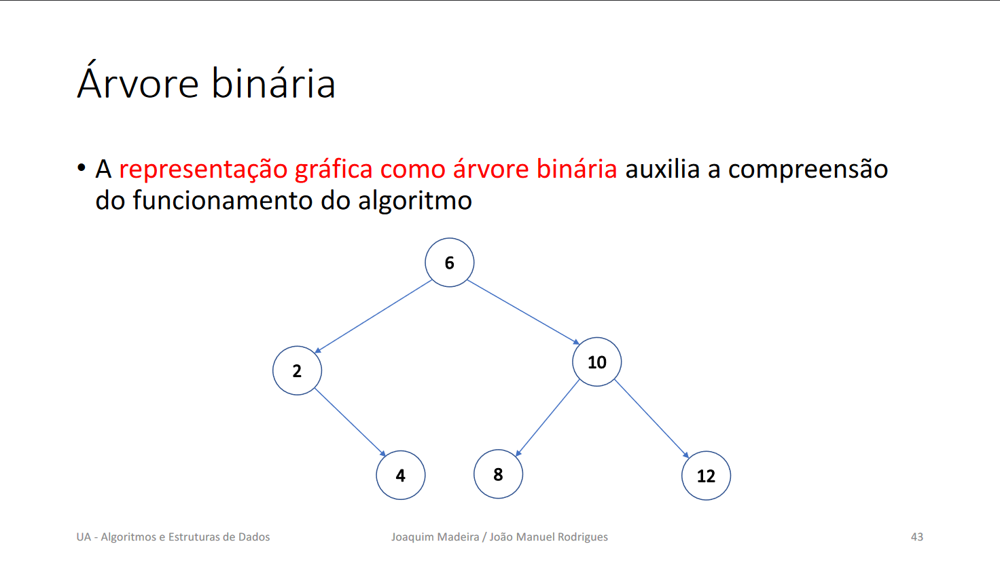 Árvore binária
• A representação gráfica como árvore binária auxilia a compreensão
do funcionamento do algoritmo
6
2
10
4
8
12
UA - Algoritmos e Estruturas de Dados
Joaquim Madeira / João Manuel Rodrigues
43